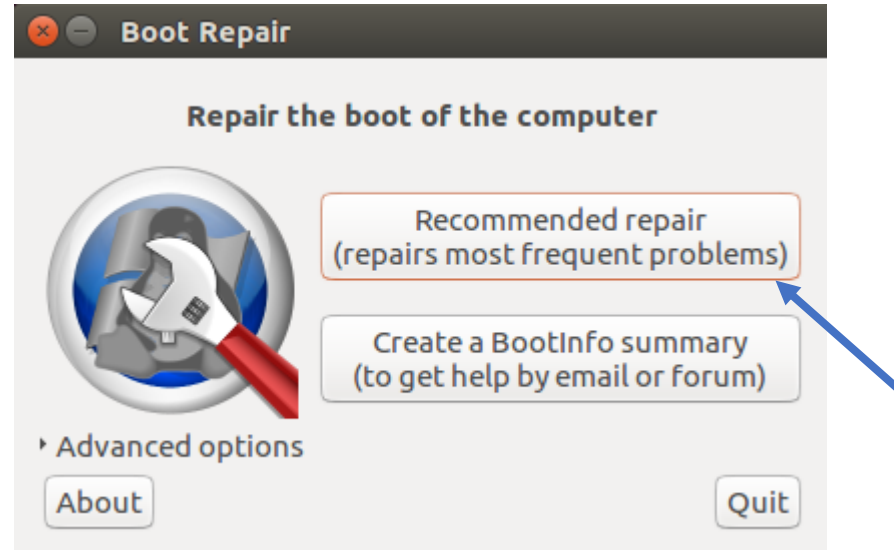 Boot Repair
Repair the boot of the computer
Recommended repair
(repairs most frequent problems)
Create a BootInfo summary
(to get help by email or forum)
Advanced options
About
Quit